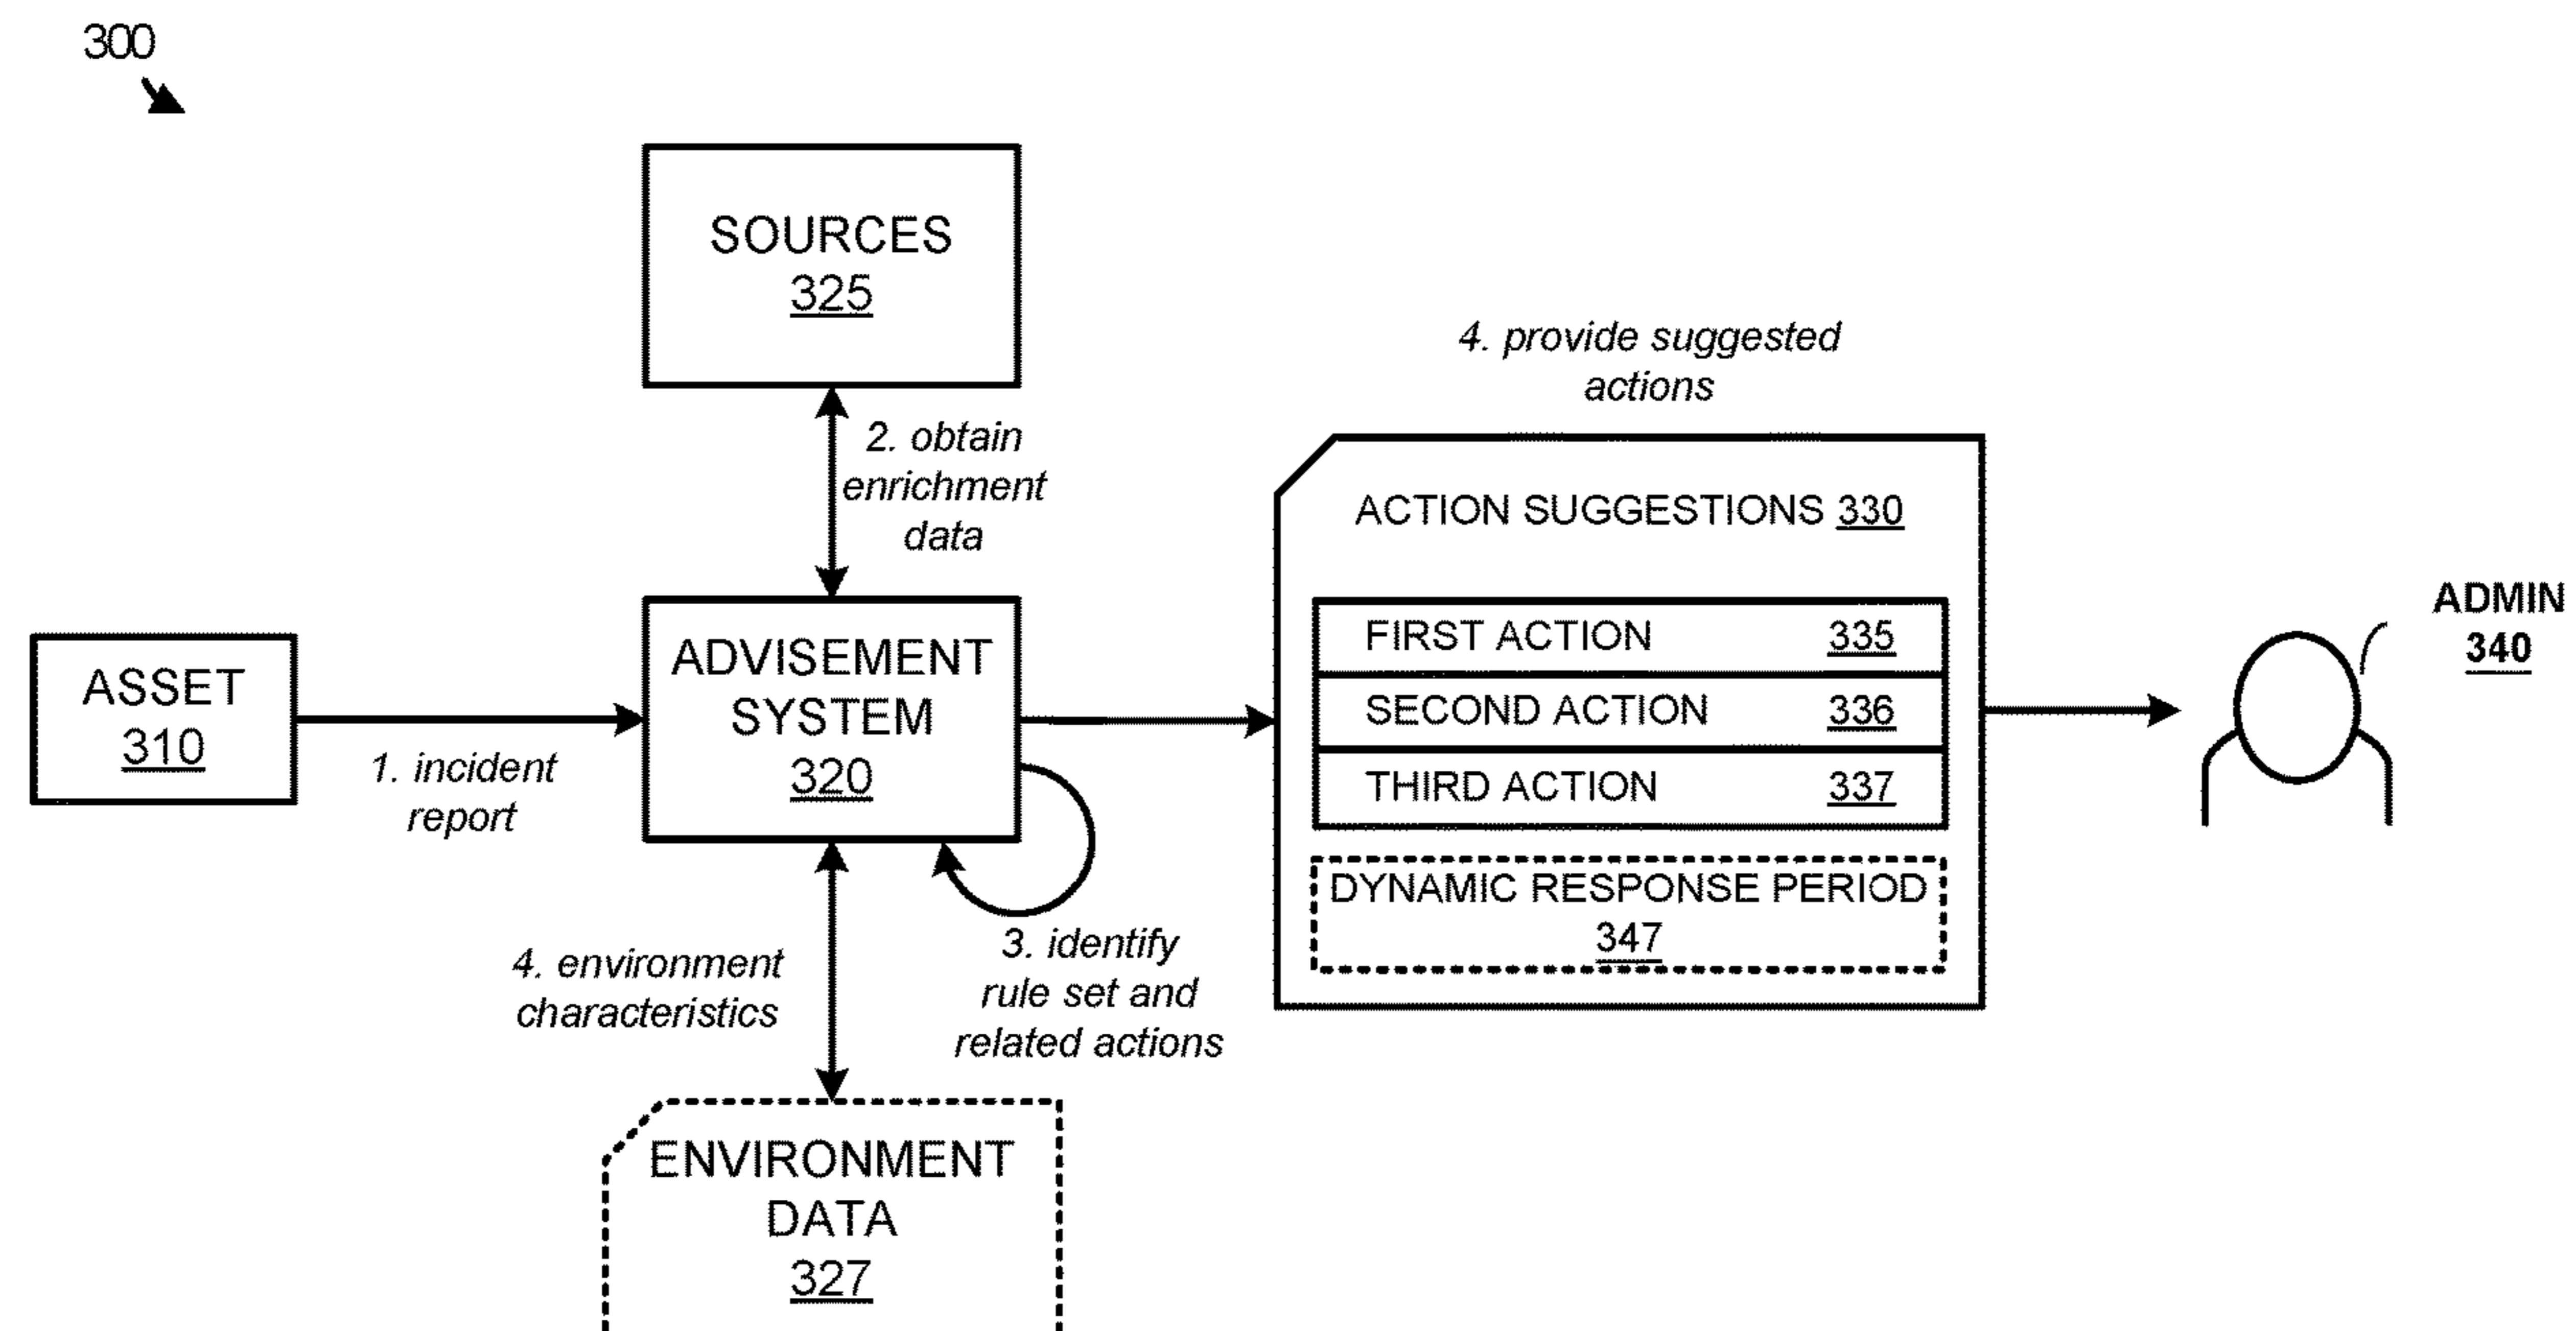 300
SOURCES
325
2. obtain
enrichment
data
4. provide suggested
actions
ACTION SUGGESTIONS 330
FIRST ACTION 335
SECOND ACTION 336
THIRD ACTION 337
DYNAMIC RESPONSE PERIOD
347
ADMIN
340
ASSET
310
1. incident
report
ADVISEMENT
SYSTEM
320
3. identify
rule set and
related actions
4. environment
characteristics
ENVIRONMENT
DATA
327